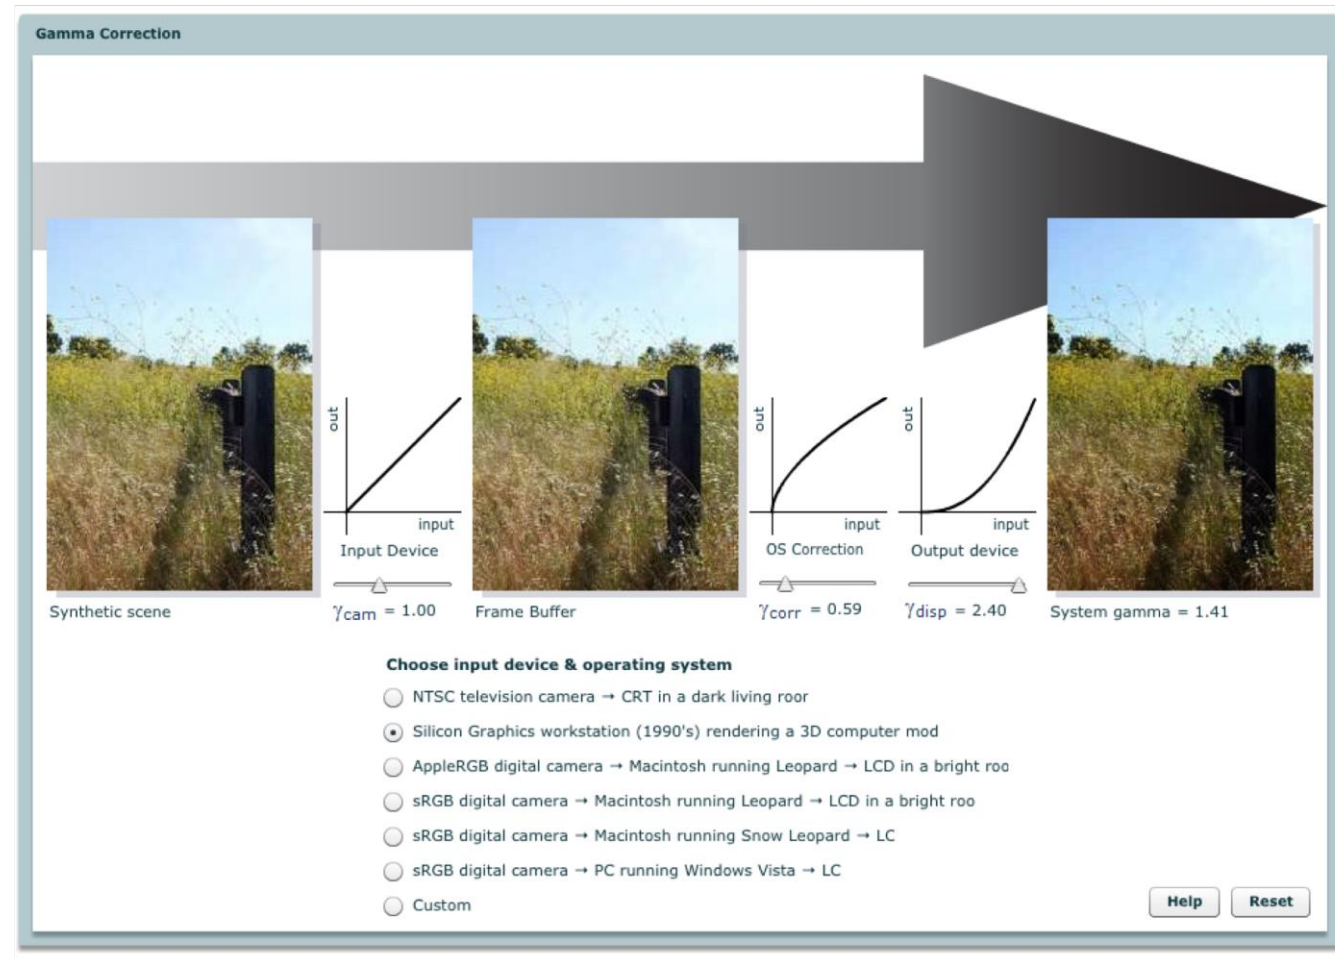 Gamma Correction
out
input
Input Device
out
input
OS Correction
out
input
Output device
Synthetic scene
γcam = 1.00
Frame Buffer
γcorr = 0.59
γdisp = 2.40
System gamma = 1.41
Choose input device & operating system
NTSC television camera → CRT in a dark living roor
Silicon Graphics workstation (1990's) rendering a 3D computer mod
AppleRGB digital camera → Macintosh running Leopard → LCD in a bright roo
sRGB digital camera → Macintosh running Leopard → LCD in a bright roo
sRGB digital camera → Macintosh running Snow Leopard → LC
sRGB digital camera → PC running Windows Vista → LC
Custom
Help
Reset